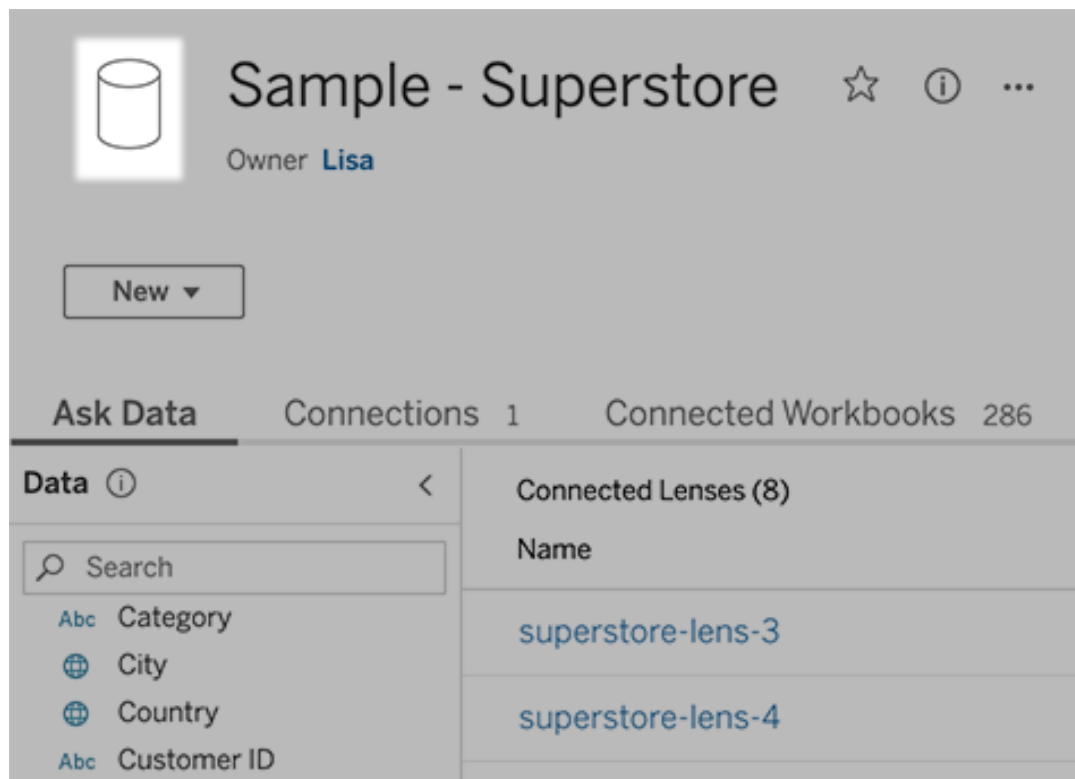 Sample - Superstore
Owner Lisa
New
Ask Data Connections 1 Connected Workbooks 286
Data
Connected Lenses (8)
Search
Name
Abc Category
superstore-lens-3
City
Country
superstore-lens-4
Abc Customer ID